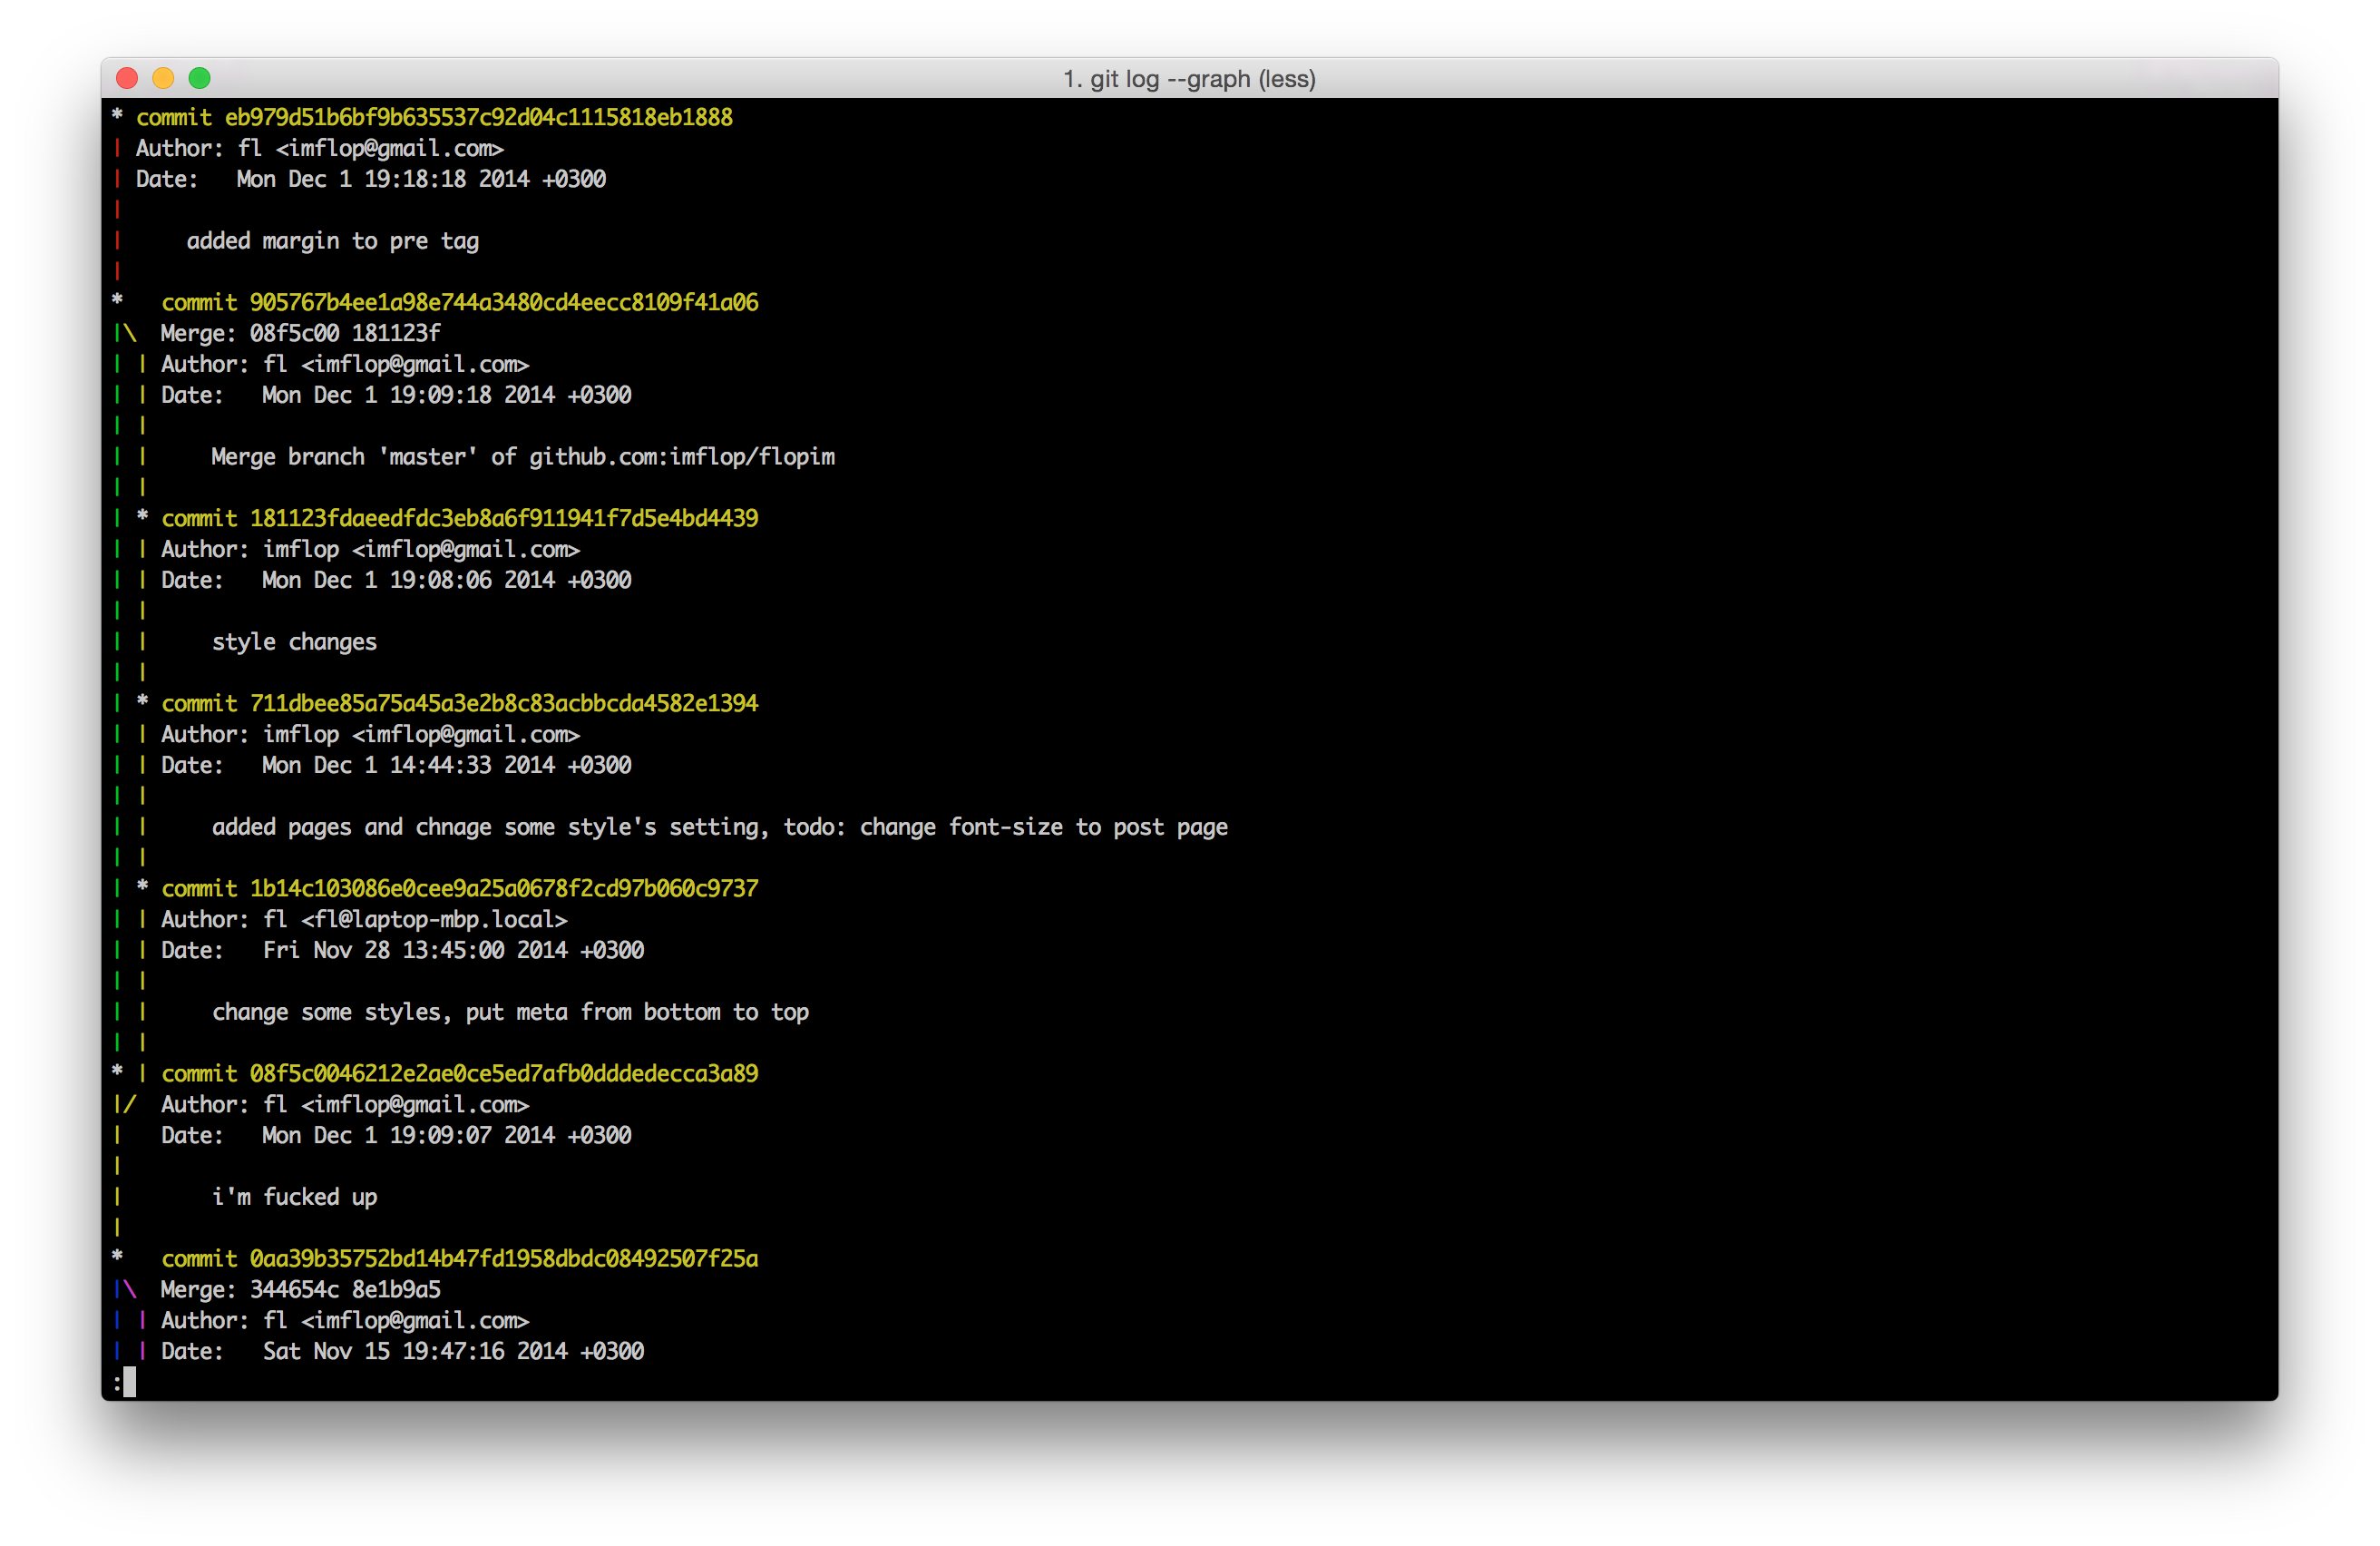 1. git log --graph (less)
* commit eb979d51b6bf9b635537c92d04c1115818eb1888
| Author: fl <imflop@gmail.com>
| Date:   Mon Dec 1 19:18:18 2014 +0300
|
|     added margin to pre tag
|
*   commit 905767b4ee1a98e744a3480cd4eecc8109f41a06
|\  Merge: 08f5c00 181123f
| | Author: fl <imflop@gmail.com>
| | Date:   Mon Dec 1 19:09:18 2014 +0300
| |
| |     Merge branch 'master' of github.com:imflop/flopim
| |
| * commit 181123fdaeedfdc3eb8a6f911941f7d5e4bd4439
| | Author: imflop <imflop@gmail.com>
| | Date:   Mon Dec 1 19:08:06 2014 +0300
| |
| |     style changes
| |
| * commit 711dbee85a75a45a3e2b8c83acbbcda4582e1394
| | Author: imflop <imflop@gmail.com>
| | Date:   Mon Dec 1 14:44:33 2014 +0300
| |
| |     added pages and chnage some style's setting, todo: change font-size to post page
| |
| * commit 1b14c103086e0cee9a25a0678f2cd97b060c9737
| | Author: fl <fl@laptop-mbp.local>
| | Date:   Fri Nov 28 13:45:00 2014 +0300
| |
| |     change some styles, put meta from bottom to top
| |
* | commit 08f5c0046212e2ae0ce5ed7afb0dddedecca3a89
|/  Author: fl <imflop@gmail.com>
|   Date:   Mon Dec 1 19:09:07 2014 +0300
|
|       i'm fucked up
|
*   commit 0aa39b35752bd14b47fd1958dbdc08492507f25a
|\  Merge: 344654c 8e1b9a5
| | Author: fl <imflop@gmail.com>
| | Date:   Sat Nov 15 19:47:16 2014 +0300
: